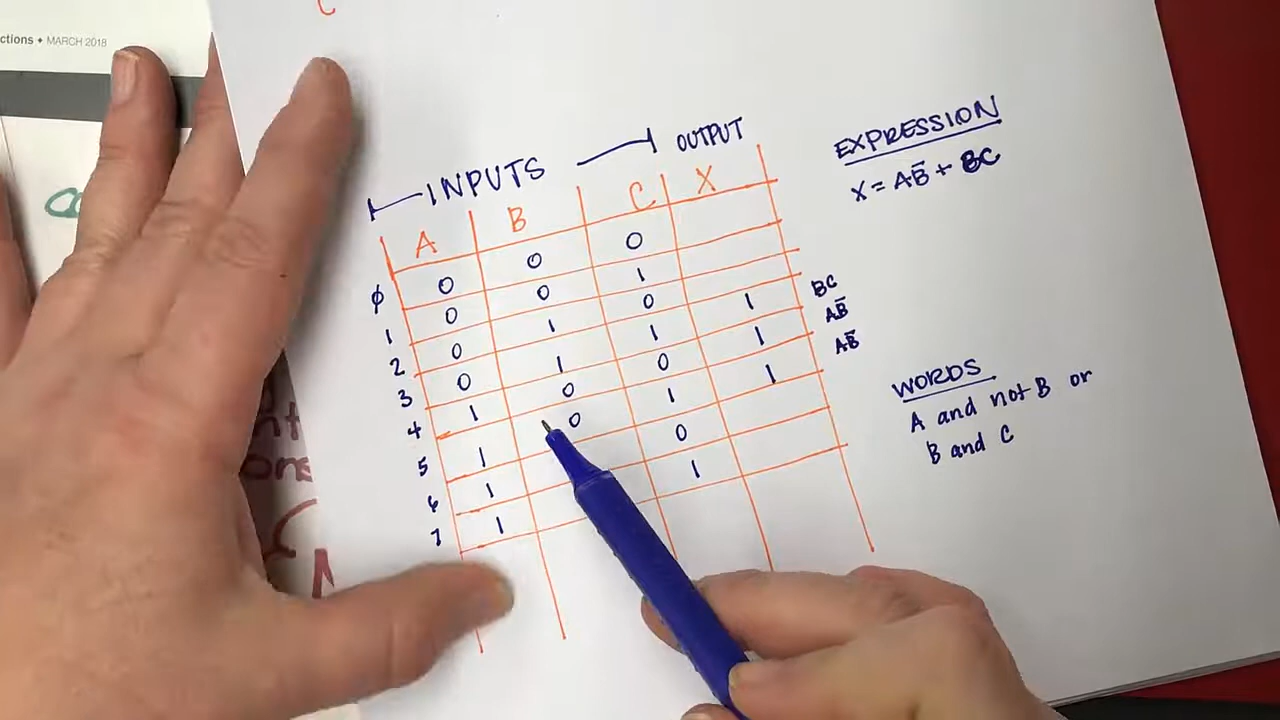 ctions • MARCH 2018
C
INPUTS OUTPUT
A B C X
φ 0 0 0
1 0 0 1
2 0 1 0
3 0 1 1 1 BC
4 1 0 0 1 AB̅
5 1 0 1 1 AB̅
6 1 0
7 1 1
EXPRESSION
X = AB̅ + BC
WORDS
A and not B or
B and C